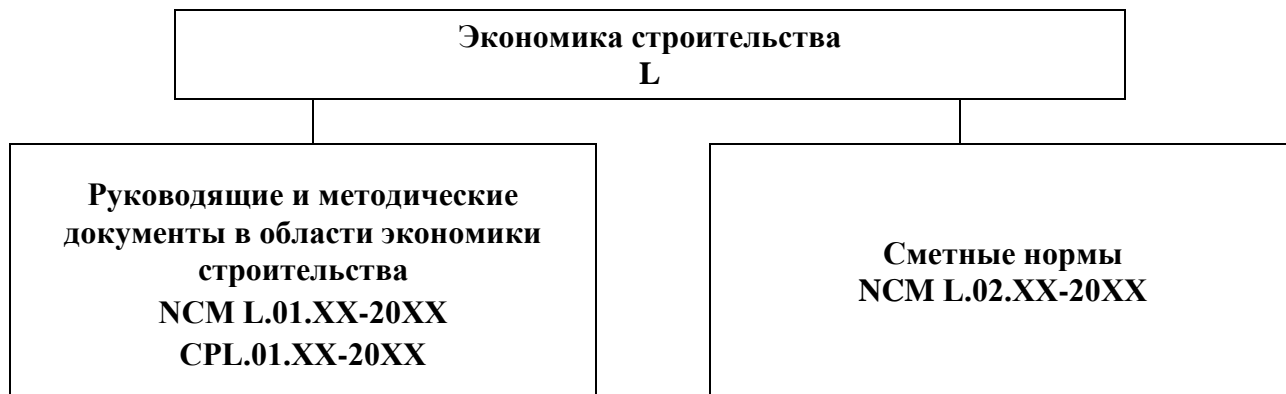 Экономика строительства
L
Руководящие и методические
документы в области экономики
строительства
NCM L.01.XX-20XX
CPL.01.XX-20XX
Сметные нормы
NCM L.02.XX-20XX